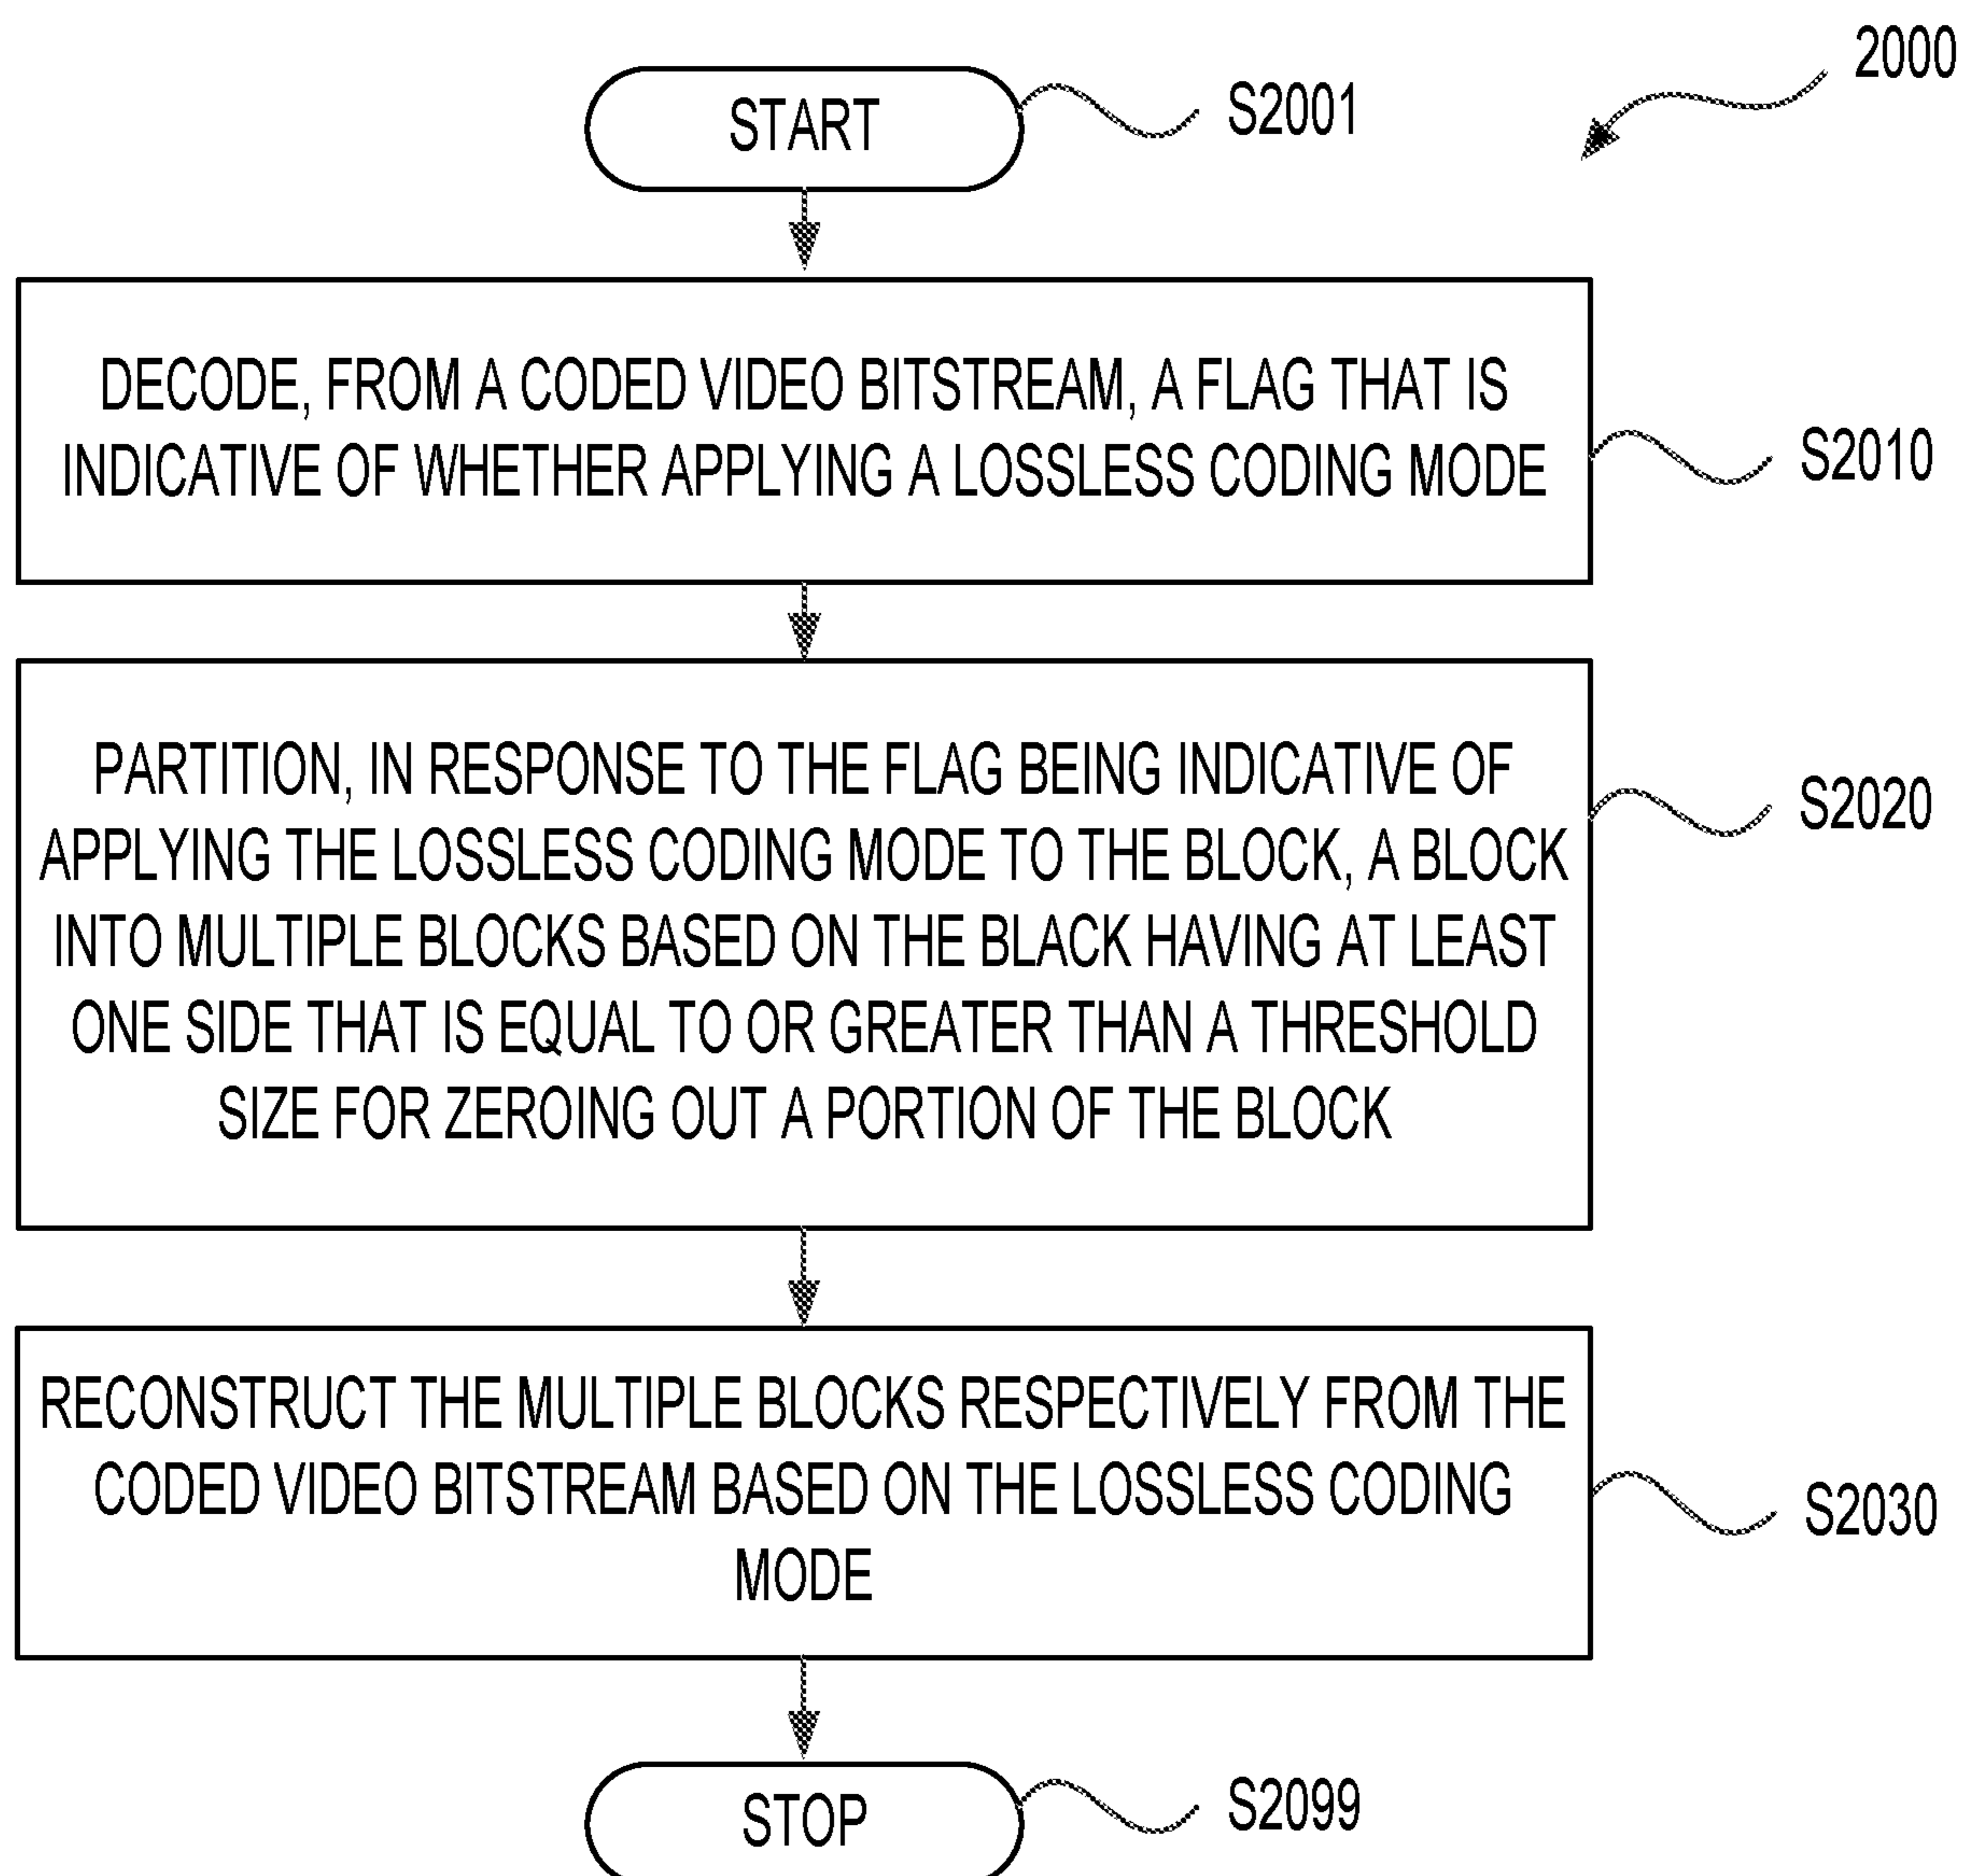 2000
START
S2001
DECODE, FROM A CODED VIDEO BITSTREAM, A FLAG THAT IS
INDICATIVE OF WHETHER APPLYING A LOSSLESS CODING MODE
S2010
PARTITION, IN RESPONSE TO THE FLAG BEING INDICATIVE OF
APPLYING THE LOSSLESS CODING MODE TO THE BLOCK, A BLOCK
INTO MULTIPLE BLOCKS BASED ON THE BLACK HAVING AT LEAST
ONE SIDE THAT IS EQUAL TO OR GREATER THAN A THRESHOLD
SIZE FOR ZEROING OUT A PORTION OF THE BLOCK
S2020
RECONSTRUCT THE MULTIPLE BLOCKS RESPECTIVELY FROM THE
CODED VIDEO BITSTREAM BASED ON THE LOSSLESS CODING
MODE
S2030
STOP
S2099